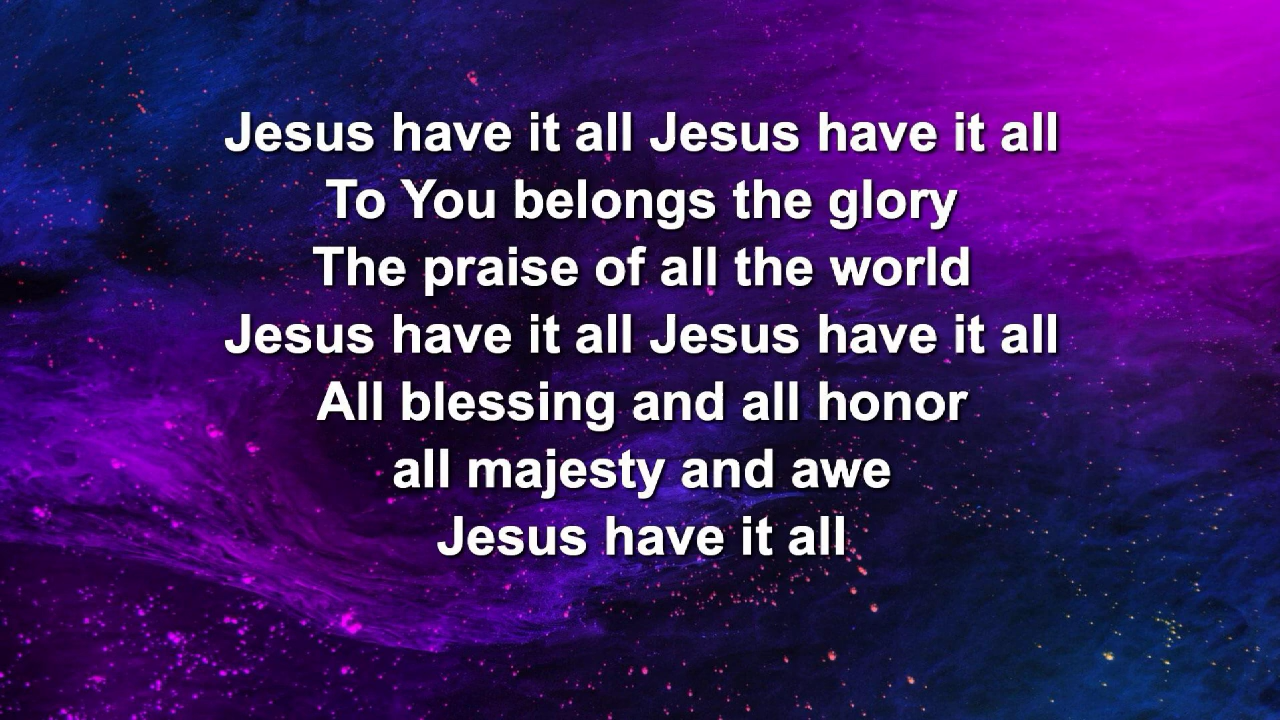 Jesus have it all Jesus have it all
To You belongs the glory
The praise of all the world
Jesus have it all Jesus have it all
All blessing and all honor
all majesty and awe
Jesus have it all